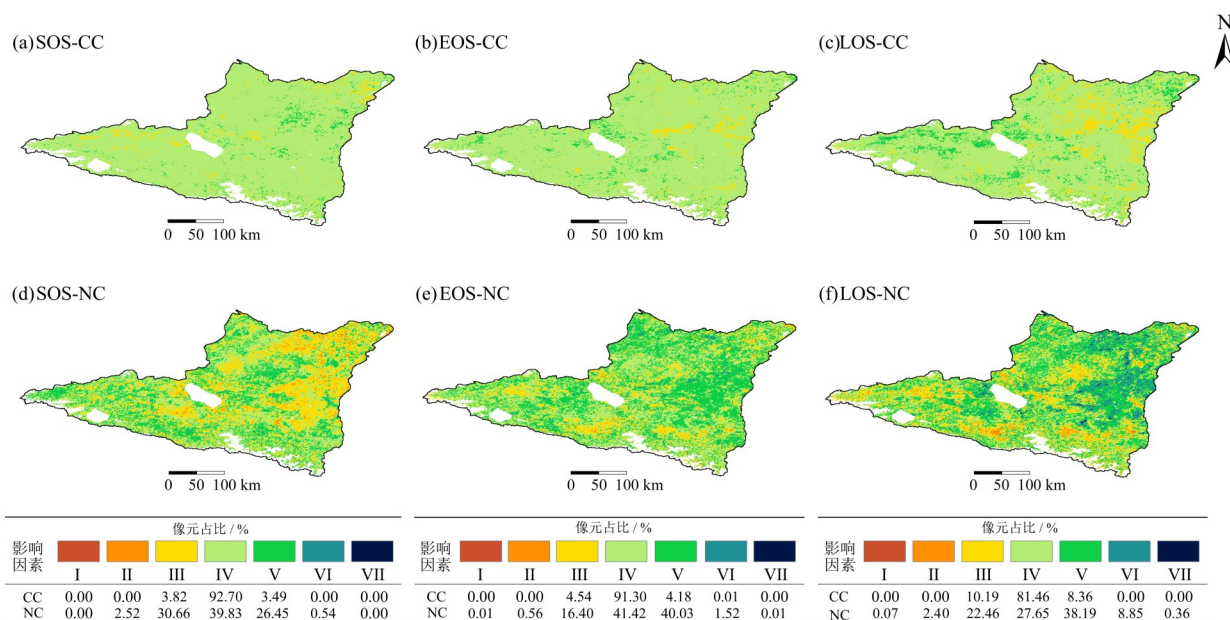 N
(a)SOS-CC
(b)EOS-CC
(c)LOS-CC
0 50 100 km
0 50 100 km
0 50 100 km
(d)SOS-NC
(e)EOS-NC
(f)LOS-NC
0 50 100 km
0 50 100 km
0 50 100 km
像元占比 / %
影响
因素
I II III IV V VI VII
CC 0.00 0.00 3.82 92.70 3.49 0.00 0.00
NC 0.00 2.52 30.66 39.83 26.45 0.54 0.00
像元占比 / %
影响
因素
I II III IV V VI VII
CC 0.00 0.00 4.54 91.30 4.18 0.01 0.00
NC 0.01 0.56 16.40 41.42 40.03 1.52 0.01
像元占比 / %
影响
因素
I II III IV V VI VII
CC 0.00 0.00 10.19 81.46 8.36 0.00 0.00
NC 0.07 2.40 22.46 27.65 38.19 8.85 0.36